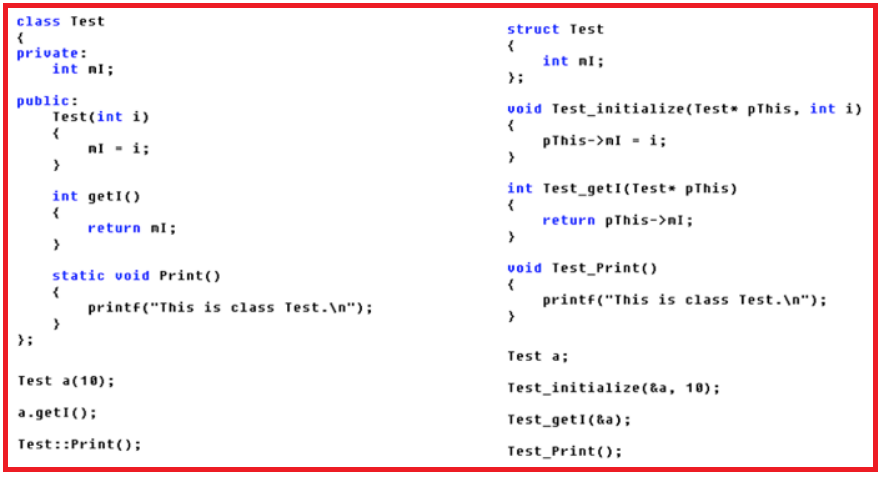 class Test
{
private:
    int mI;

public:
    Test(int i)
    {
        mI = i;
    }

    int getI()
    {
        return mI;
    }

    static void Print()
    {
        printf("This is class Test.\n");
    }
};

Test a(10);

a.getI();

Test::Print();

struct Test
{
    int mI;
};

void Test_initialize(Test* pThis, int i)
{
    pThis->mI = i;
}

int Test_getI(Test* pThis)
{
    return pThis->mI;
}

void Test_Print()
{
    printf("This is class Test.\n");
}

Test a;

Test_initialize(&a, 10);

Test_getI(&a);

Test_Print();